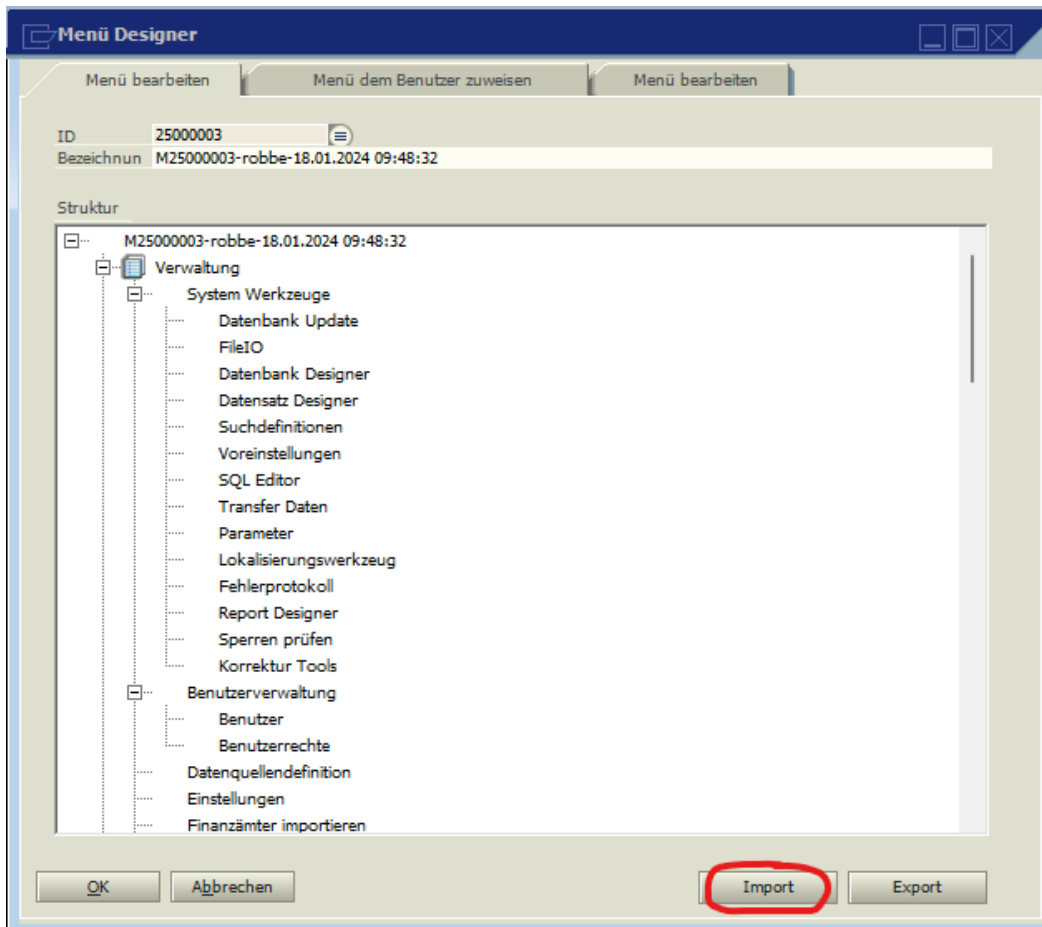 Menü Designer
Menü bearbeiten Menü dem Benutzer zuweisen Menü bearbeiten
ID 25000003
Bezeichnun M25000003-robbe-18.01.2024 09:48:32
Struktur
M25000003-robbe-18.01.2024 09:48:32
Verwaltung
System Werkzeuge
Datenbank Update
FileIO
Datenbank Designer
Datensatz Designer
Suchdefinitionen
Voreinstellungen
SQL Editor
Transfer Daten
Parameter
Lokalisierungswerkzeug
Fehlerprotokoll
Report Designer
Sperren prüfen
Korrektur Tools
Benutzerverwaltung
Benutzer
Benutzerrechte
Datenquellendefinition
Einstellungen
Finanzämter importieren
OK Abbrechen Import Export